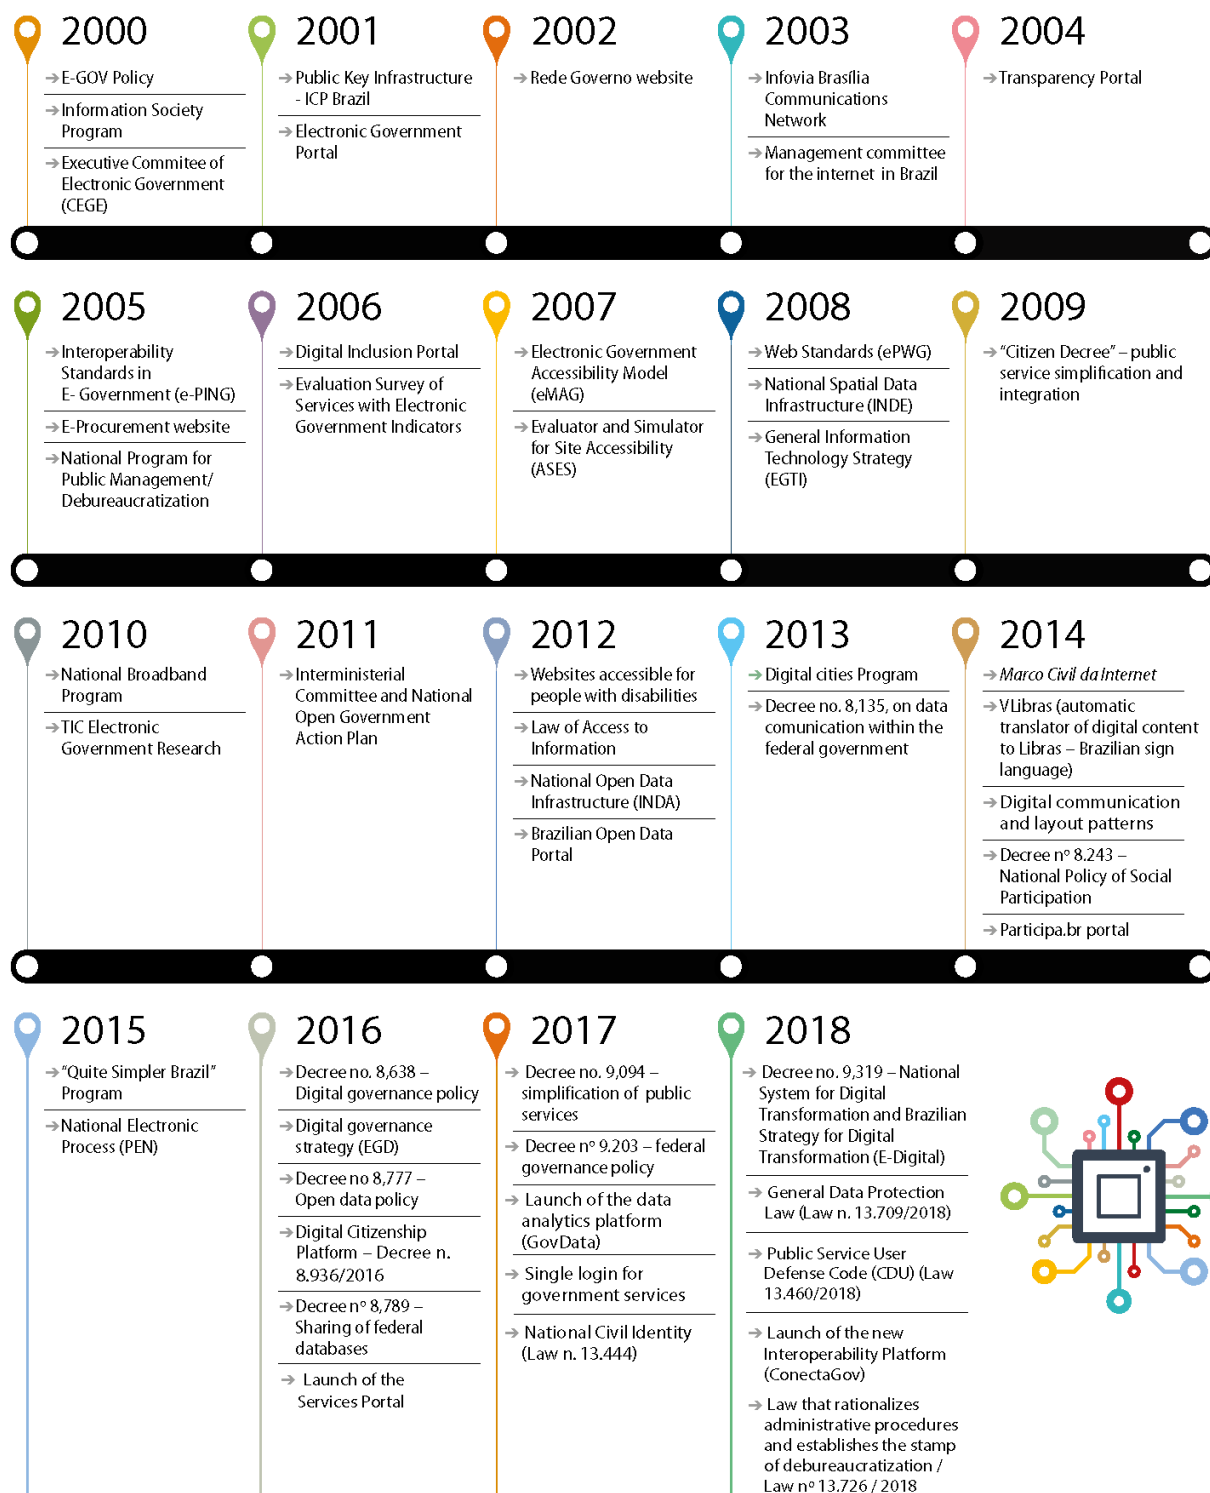 2000
→E-GOV Policy
→Information Society
Program
→Executive Commitee of
Electronic Government
(CEGE)
2001
→Public Key Infrastructure
- ICP Brazil
→Electronic Government
Portal
2002
→Rede Governo website
2003
→Infovia Brasília
Communications
Network
→Management committee
for the internet in Brazil
2004
→Transparency Portal
2005
→Interoperability
Standards in
E- Government (e-PING)
→E-Procurement website
→National Program for
Public Management/
Debureaucratization
2006
→Digital Inclusion Portal
→Evaluation Survey of
Services with Electronic
Government Indicators
2007
→Electronic Government
Accessibility Model
(eMAG)
→Evaluator and Simulator
for Site Accessibility
(ASES)
2008
→Web Standards (ePWG)
→National Spatial Data
Infrastructure (INDE)
→General Information
Technology Strategy
(EGTI)
2009
→“Citizen Decree” – public
service simplification and
integration
2010
→National Broadband
Program
→TIC Electronic
Government Research
2011
→Interministerial
Committee and National
Open Government
Action Plan
2012
→Websites accessible for
people with disabilities
→Law of Access to
Information
→National Open Data
Infrastructure (INDA)
→Brazilian Open Data
Portal
2013
→Digital cities Program
→Decree no. 8,135, on data
comunication within the
federal government
2014
→Marco Civil da Internet
→VLibras (automatic
translator of digital content
to Libras – Brazilian sign
language)
→Digital communication
and layout patterns
→Decree nº 8.243 –
National Policy of Social
Participation
→Participa.br portal
2015
→“Quite Simpler Brazil”
Program
→National Electronic
Process (PEN)
2016
→Decree no. 8,638 –
Digital governance policy
→Digital governance
strategy (EGD)
→Decree no 8,777 –
Open data policy
→Digital Citizenship
Platform – Decree n.
8.936/2016
→Decree nº 8,789 –
Sharing of federal
databases
→ Launch of the
Services Portal
2017
→ Decree no. 9,094 –
simplification of public
services
→ Decree nº 9.203 – federal
governance policy
→ Launch of the data
analytics platform
(GovData)
→ Single login for
government services
→ National Civil Identity
(Law n. 13.444)
2018
→ Decree no. 9,319 – National
System for Digital
Transformation and Brazilian
Strategy for Digital
Transformation (E-Digital)
→ General Data Protection
Law (Law n. 13.709/2018)
→ Public Service User
Defense Code (CDU) (Law
13.460/2018)
→ Launch of the new
Interoperability Platform
(ConectaGov)
→ Law that rationalizes
administrative procedures
and establishes the stamp
of debureaucratization /
Law nº 13.726 / 2018